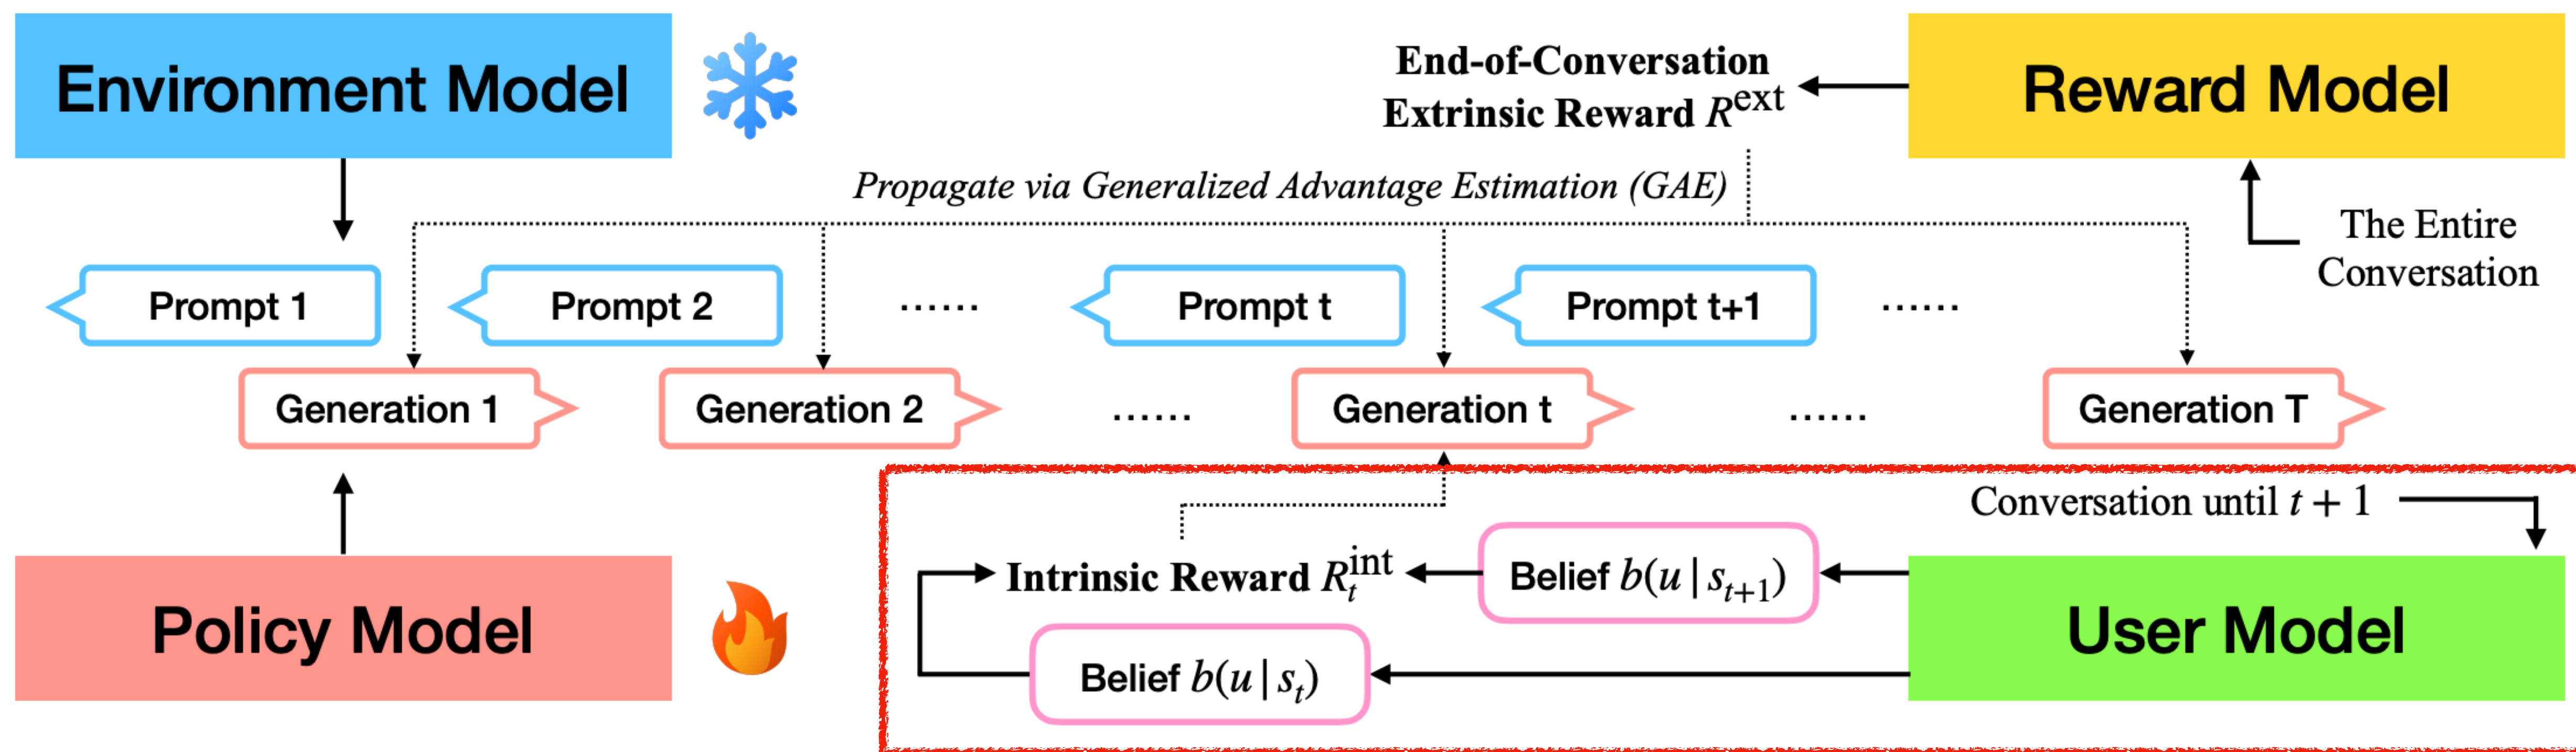 Environment Model
End-of-Conversation
Extrinsic Reward R^ext
Reward Model
Propagate via Generalized Advantage Estimation (GAE)
The Entire
Conversation
Prompt 1
Prompt 2
......
Prompt t
Prompt t+1
......
Generation 1
Generation 2
......
Generation t
......
Generation T
Conversation until t + 1
Intrinsic Reward R_t^int
Belief b(u | s_{t+1})
Policy Model
User Model
Belief b(u | s_t)